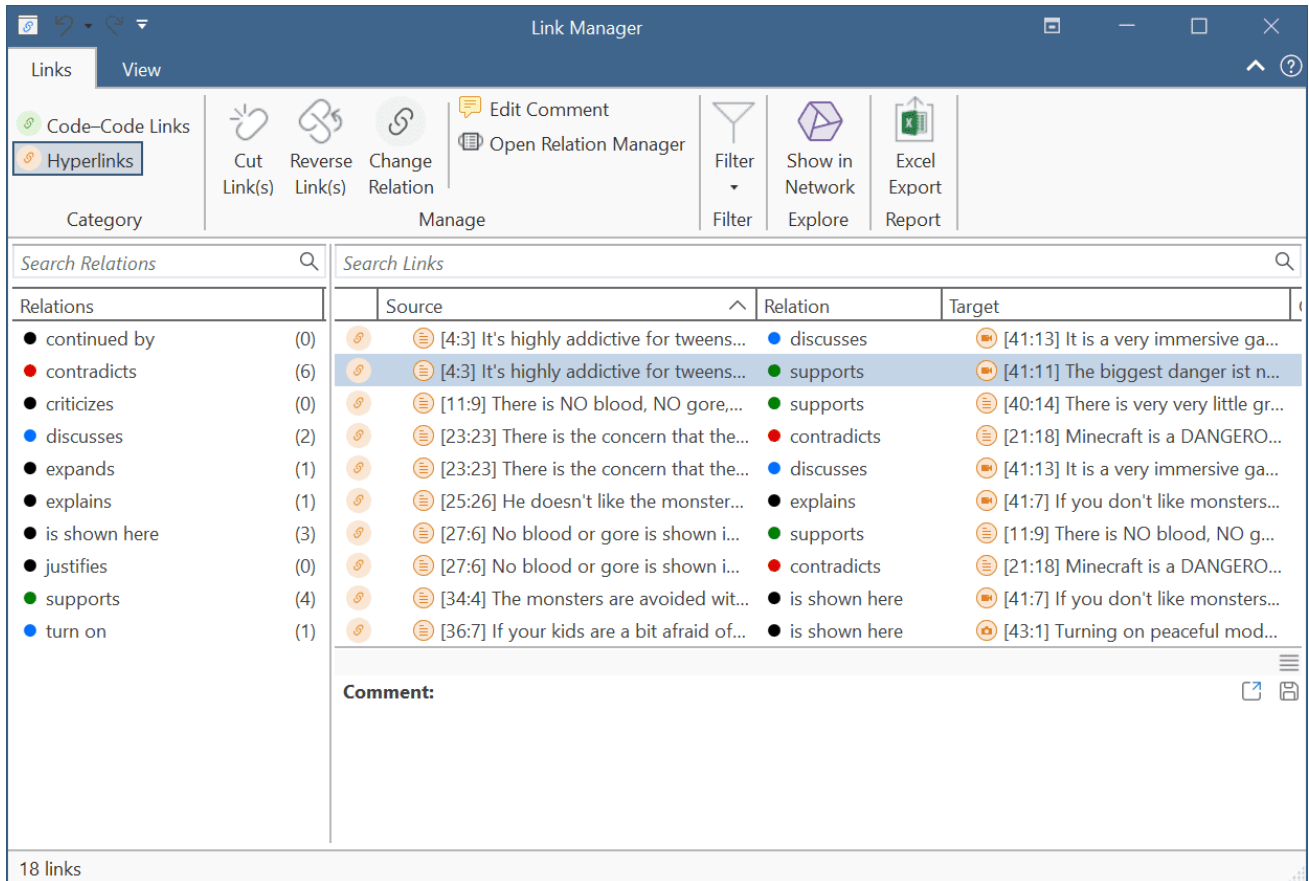 Link Manager
Links View
Code–Code Links
Hyperlinks
Category
Cut Link(s)
Reverse Link(s)
Change Relation
Edit Comment
Open Relation Manager
Manage
Filter
Filter
Show in Network
Explore
Excel Export
Report
Search Relations
Search Links
Relations
continued by (0)
contradicts (6)
criticizes (0)
discusses (2)
expands (1)
explains (1)
is shown here (3)
justifies (0)
supports (4)
turn on (1)
Source Relation Target
[4:3] It's highly addictive for tweens... discusses [41:13] It is a very immersive ga...
[4:3] It's highly addictive for tweens... supports [41:11] The biggest danger ist n...
[11:9] There is NO blood, NO gore,... supports [40:14] There is very very little gr...
[23:23] There is the concern that the... contradicts [21:18] Minecraft is a DANGERO...
[23:23] There is the concern that the... discusses [41:13] It is a very immersive ga...
[25:26] He doesn't like the monster... explains [41:7] If you don't like monsters...
[27:6] No blood or gore is shown i... supports [11:9] There is NO blood, NO g...
[27:6] No blood or gore is shown i... contradicts [21:18] Minecraft is a DANGERO...
[34:4] The monsters are avoided wit... is shown here [41:7] If you don't like monsters...
[36:7] If your kids are a bit afraid of... is shown here [43:1] Turning on peaceful mod...
Comment:
18 links